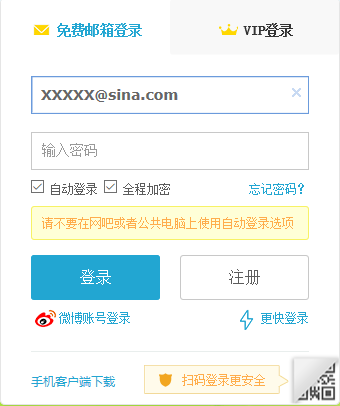 免费邮箱登录 VIP登录
XXXXX@sina.com ×
输入密码
自动登录 全程加密 忘记密码?
请不要在网吧或者公共电脑上使用自动登录选项
登录 注册
微博账号登录 更快登录
手机客户端下载 扫码登录更安全